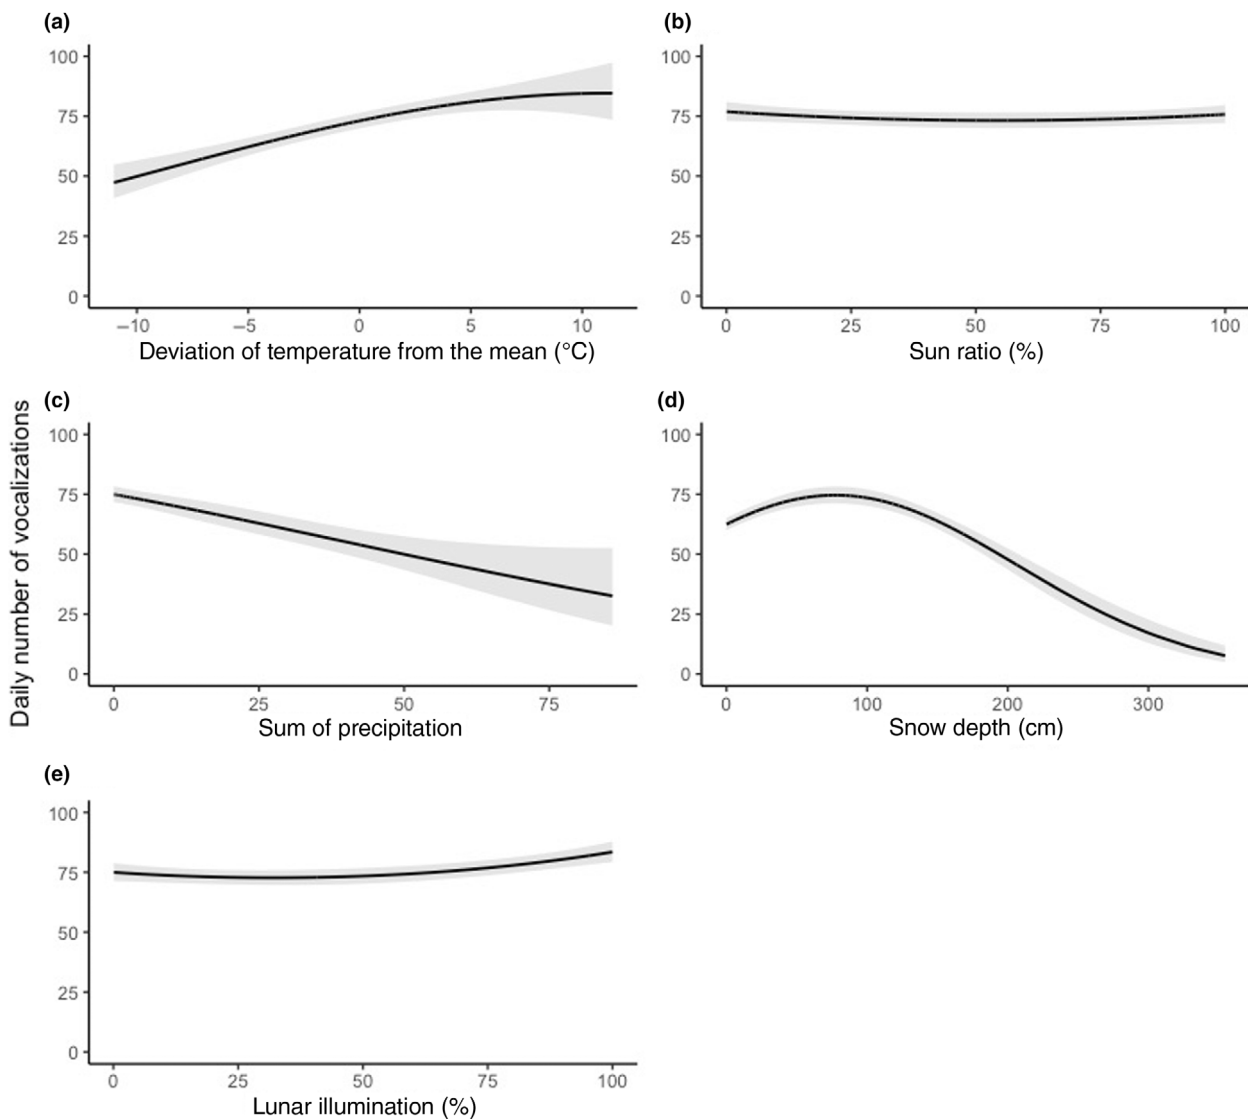 (a)
100
75
50
25
0
−10 −5 0 5 10
Deviation of temperature from the mean (°C)
(b)
100
75
50
25
0
0 25 50 75 100
Sun ratio (%)
Daily number of vocalizations
(c)
100
75
50
25
0
0 25 50 75
Sum of precipitation
(d)
100
75
50
25
0
0 100 200 300
Snow depth (cm)
(e)
100
75
50
25
0
0 25 50 75 100
Lunar illumination (%)